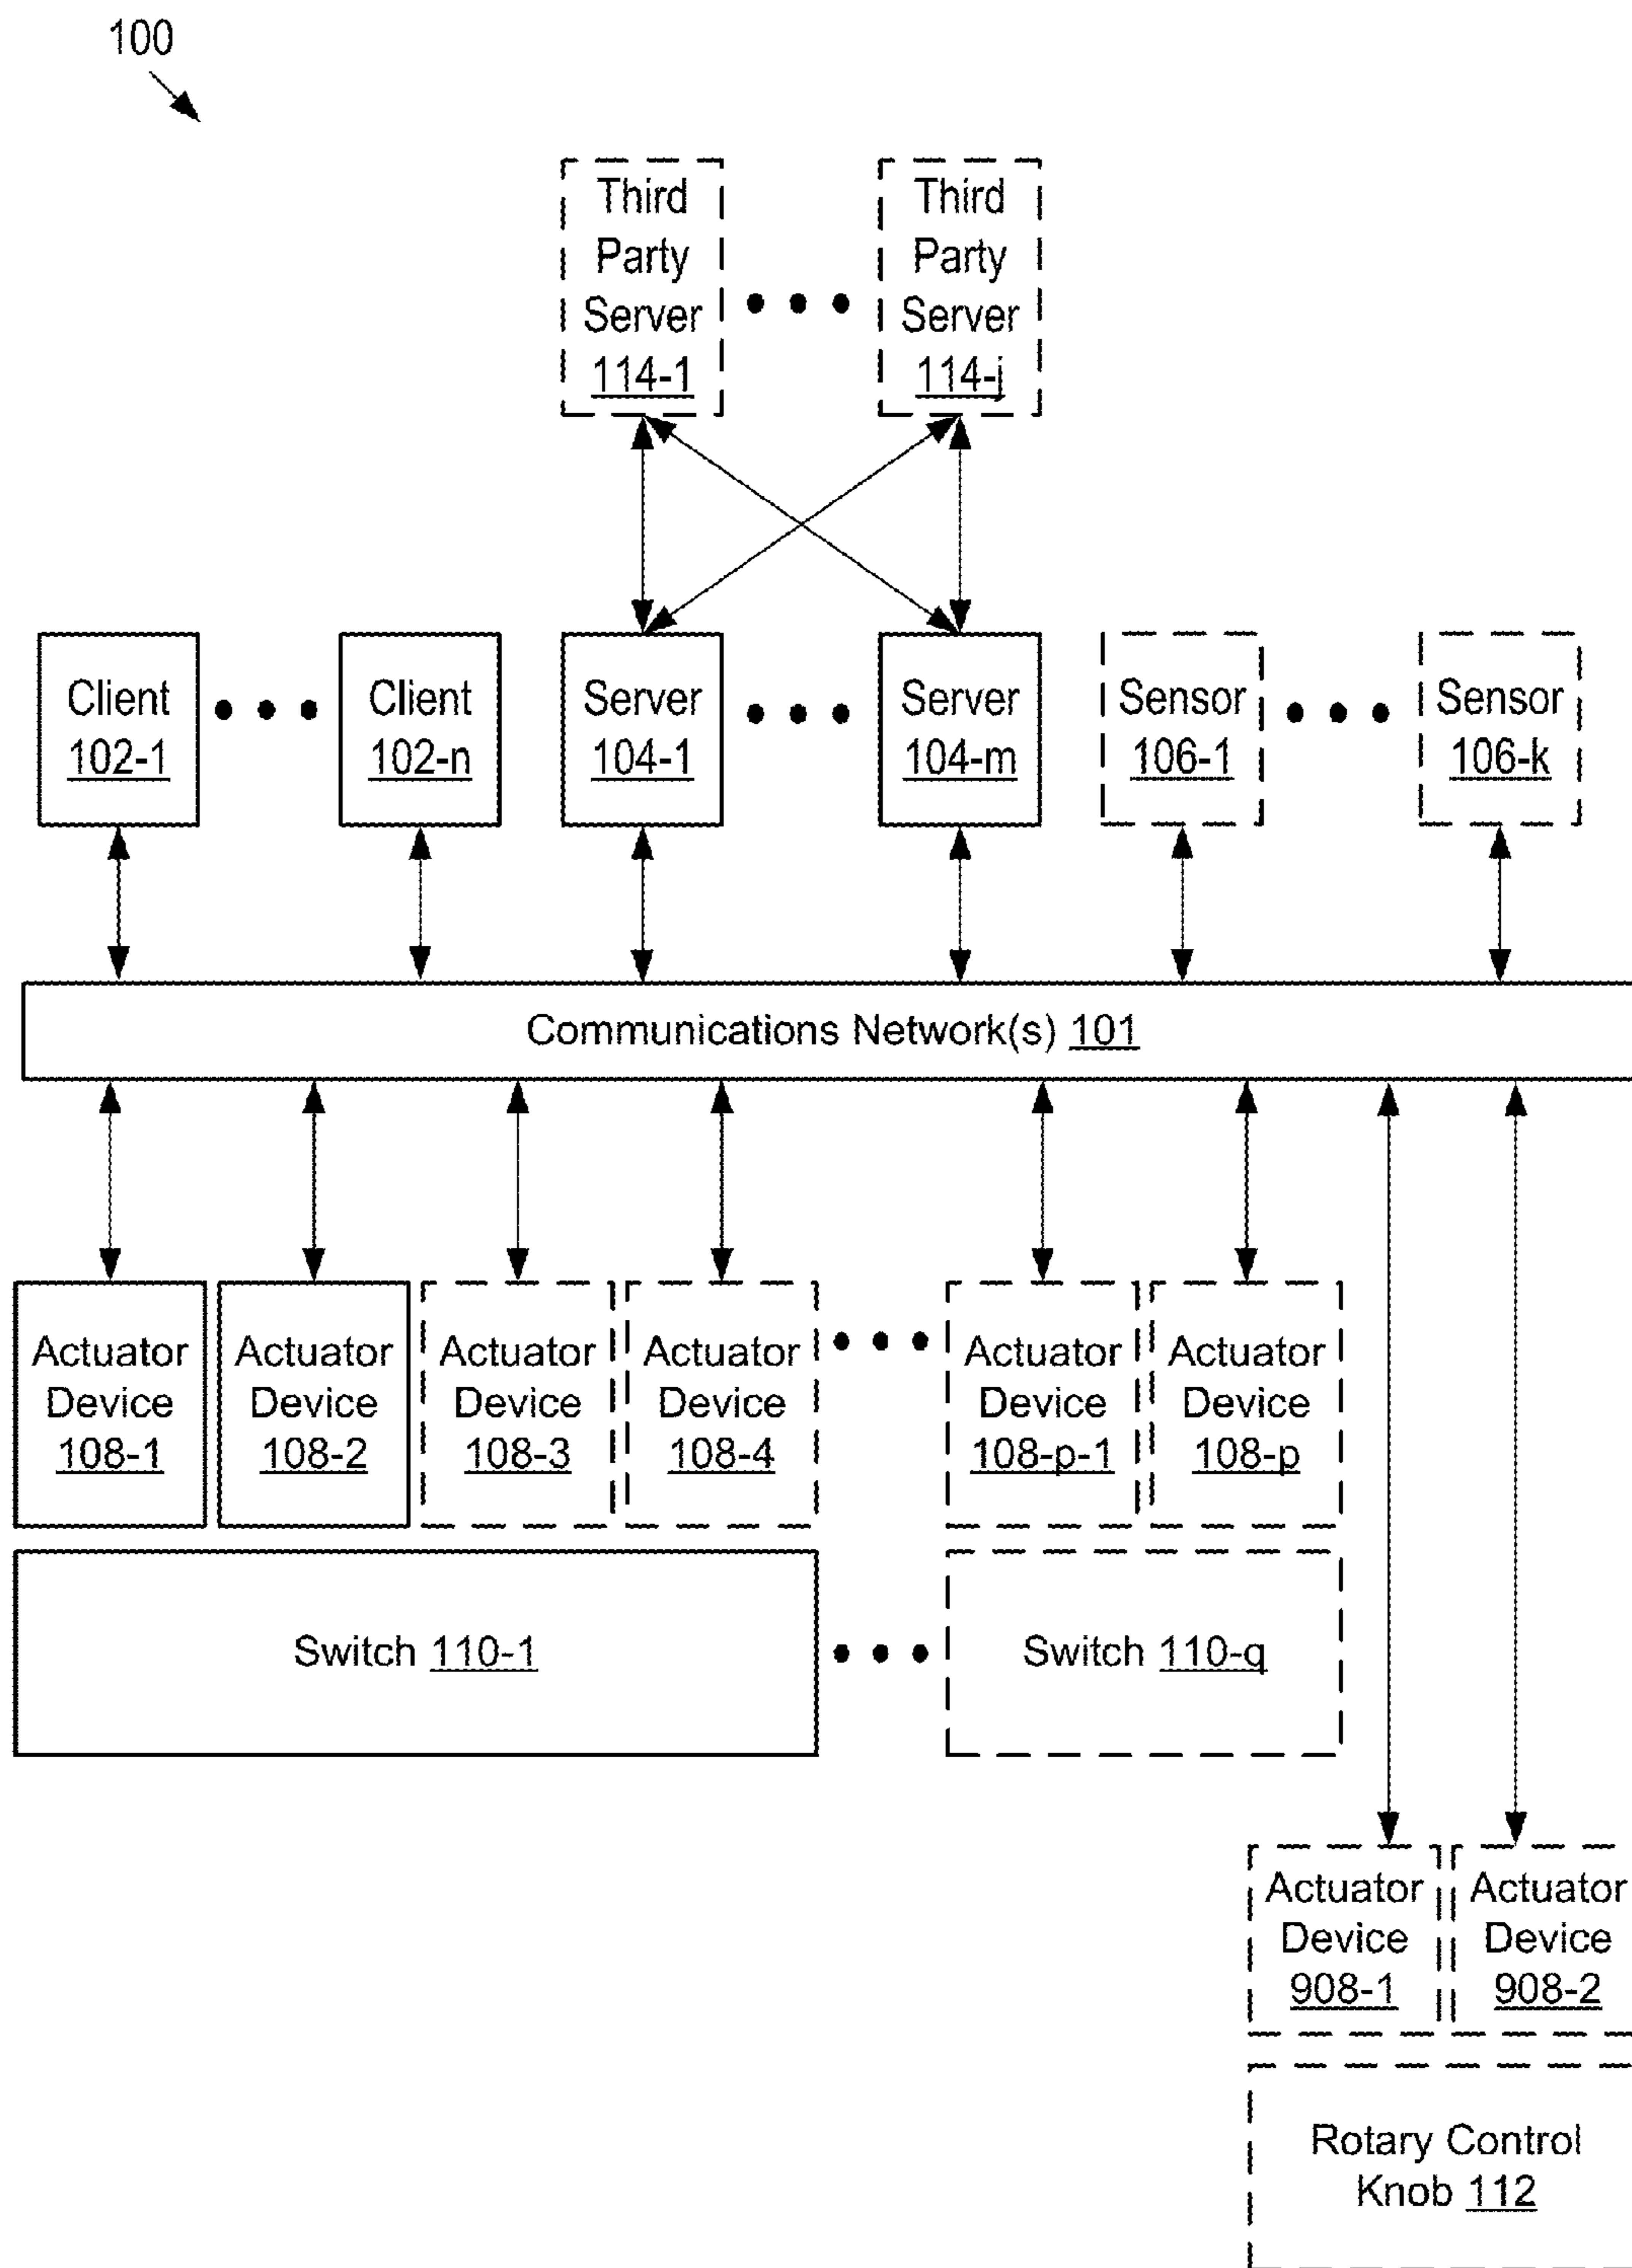 100
Third
Party
Server
114-1
Third
Party
Server
114-j
Client
102-1
Client
102-n
Server
104-1
Server
104-m
Sensor
106-1
Sensor
106-k
Communications Network(s) 101
Actuator
Device
108-1
Actuator
Device
108-2
Actuator
Device
108-3
Actuator
Device
108-4
Actuator
Device
108-p-1
Actuator
Device
108-p
Switch 110-1
Switch 110-q
Actuator
Device
908-1
Actuator
Device
908-2
Rotary Control
Knob 112